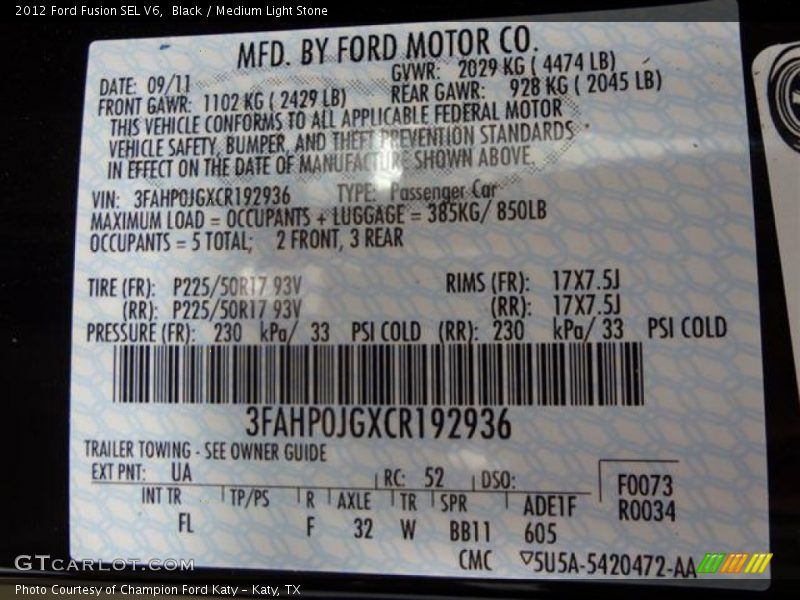 2012 Ford Fusion SEL V6,  Black / Medium Light Stone
MFD. BY FORD MOTOR CO.
DATE: 09/11 GVWR: 2029 KG ( 4474 LB)
FRONT GAWR: 1102 KG ( 2429 LB) REAR GAWR: 928 KG ( 2045 LB)
THIS VEHICLE CONFORMS TO ALL APPLICABLE FEDERAL MOTOR
VEHICLE SAFETY, BUMPER, AND THEFT PREVENTION STANDARDS
IN EFFECT ON THE DATE OF MANUFACTURE SHOWN ABOVE.
VIN: 3FAHP0JGXCR192936 TYPE: Passenger Car
MAXIMUM LOAD = OCCUPANTS + LUGGAGE = 385KG/ 850LB
OCCUPANTS = 5 TOTAL; 2 FRONT, 3 REAR
TIRE (FR): P225/50R17 93V RIMS (FR): 17X7.5J
(RR): P225/50R17 93V (RR): 17X7.5J
PRESSURE (FR): 230 kPa/ 33 PSI COLD (RR): 230 kPa/ 33 PSI COLD
3FAHP0JGXCR192936
TRAILER TOWING - SEE OWNER GUIDE
EXT PNT: UA RC: 52 DSO: F0073
INT TR TP/PS R AXLE TR SPR ADE1F R0034
FL F 32 W BB11 605
CMC ▽5U5A-5420472-AA
GTCARLOT.COM
Photo Courtesy of Champion Ford Katy – Katy, TX